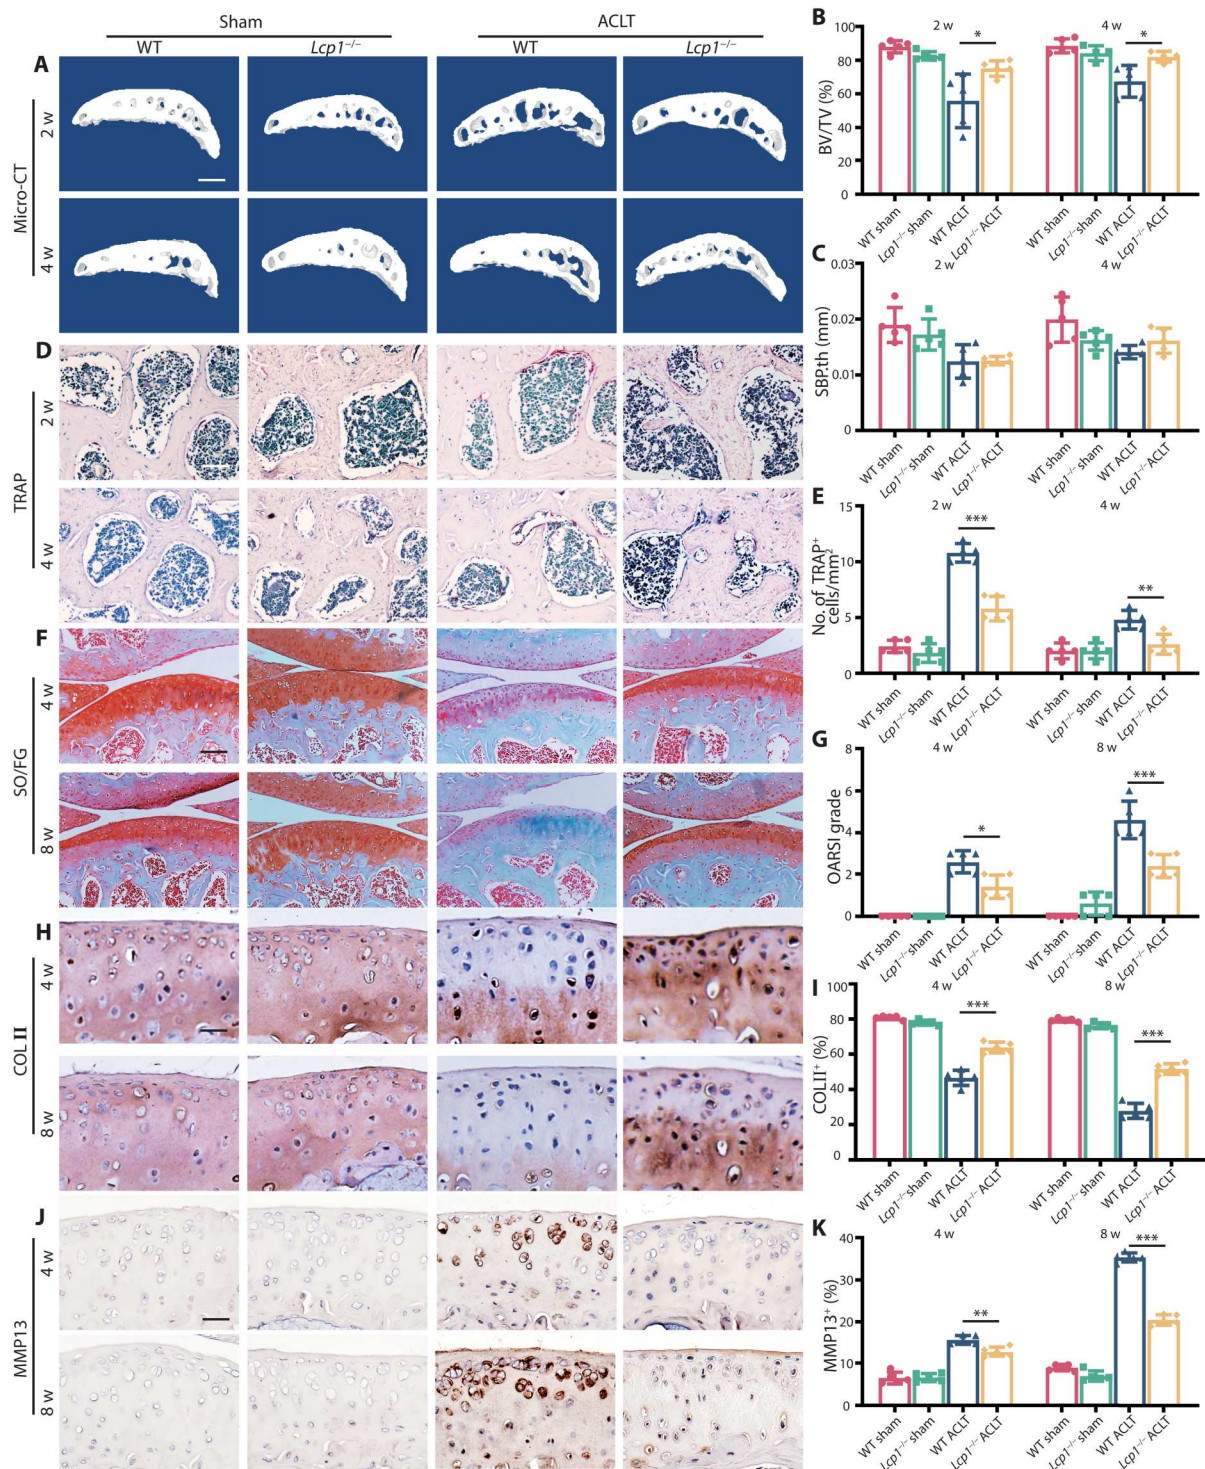 Sham
ACLT
WT
Lcp1⁻/⁻
WT
Lcp1⁻/⁻
A
Micro-CT
2 w
4 w
B
2 w
4 w
BV/TV (%)
100
80
60
40
20
0
WT sham
Lcp1⁻/⁻ sham
WT ACLT
Lcp1⁻/⁻ ACLT
WT sham
Lcp1⁻/⁻ sham
WT ACLT
Lcp1⁻/⁻ ACLT
*
*
C
2 w
4 w
SBP.th (mm)
0.03
0.02
0.01
0
WT sham
Lcp1⁻/⁻ sham
WT ACLT
Lcp1⁻/⁻ ACLT
WT sham
Lcp1⁻/⁻ sham
WT ACLT
Lcp1⁻/⁻ ACLT
D
TRAP
2 w
4 w
E
2 w
4 w
No. of TRAP⁺
cells/mm²
15
10
5
0
***
**
WT sham
Lcp1⁻/⁻ sham
WT ACLT
Lcp1⁻/⁻ ACLT
WT sham
Lcp1⁻/⁻ sham
WT ACLT
Lcp1⁻/⁻ ACLT
F
SO/FG
4 w
8 w
G
4 w
8 w
OARSI grade
8
6
4
2
0
*
***
WT sham
Lcp1⁻/⁻ sham
WT ACLT
Lcp1⁻/⁻ ACLT
WT sham
Lcp1⁻/⁻ sham
WT ACLT
Lcp1⁻/⁻ ACLT
H
COL II
4 w
8 w
I
4 w
8 w
COLII⁺ (%)
100
80
60
40
20
0
***
***
WT sham
Lcp1⁻/⁻ sham
WT ACLT
Lcp1⁻/⁻ ACLT
WT sham
Lcp1⁻/⁻ sham
WT ACLT
Lcp1⁻/⁻ ACLT
J
MMP13
4 w
8 w
K
4 w
8 w
MMP13⁺ (%)
40
30
20
10
0
**
***
WT sham
Lcp1⁻/⁻ sham
WT ACLT
Lcp1⁻/⁻ ACLT
WT sham
Lcp1⁻/⁻ sham
WT ACLT
Lcp1⁻/⁻ ACLT